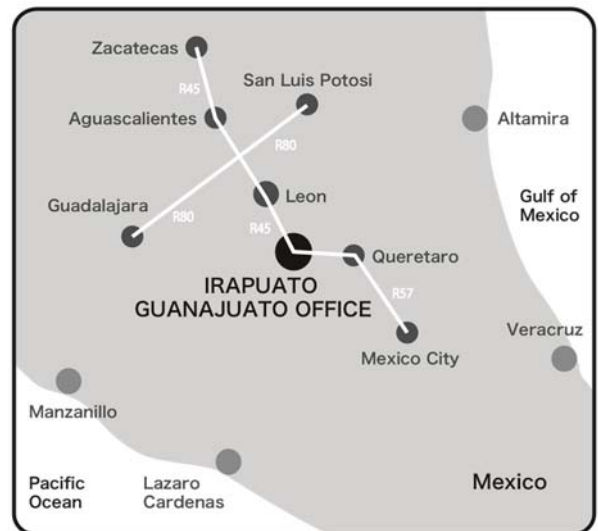 Zacatecas
San Luis Potosi
R45
Aguascalientes
Altamira
R80
Leon
Guadalajara
Gulf of
Mexico
R80
R45
Queretaro
IRAPUATO
GUANAJUATO OFFICE
R57
Veracruz
Mexico City
Manzanillo
Pacific
Ocean
Lazaro
Cardenas
Mexico